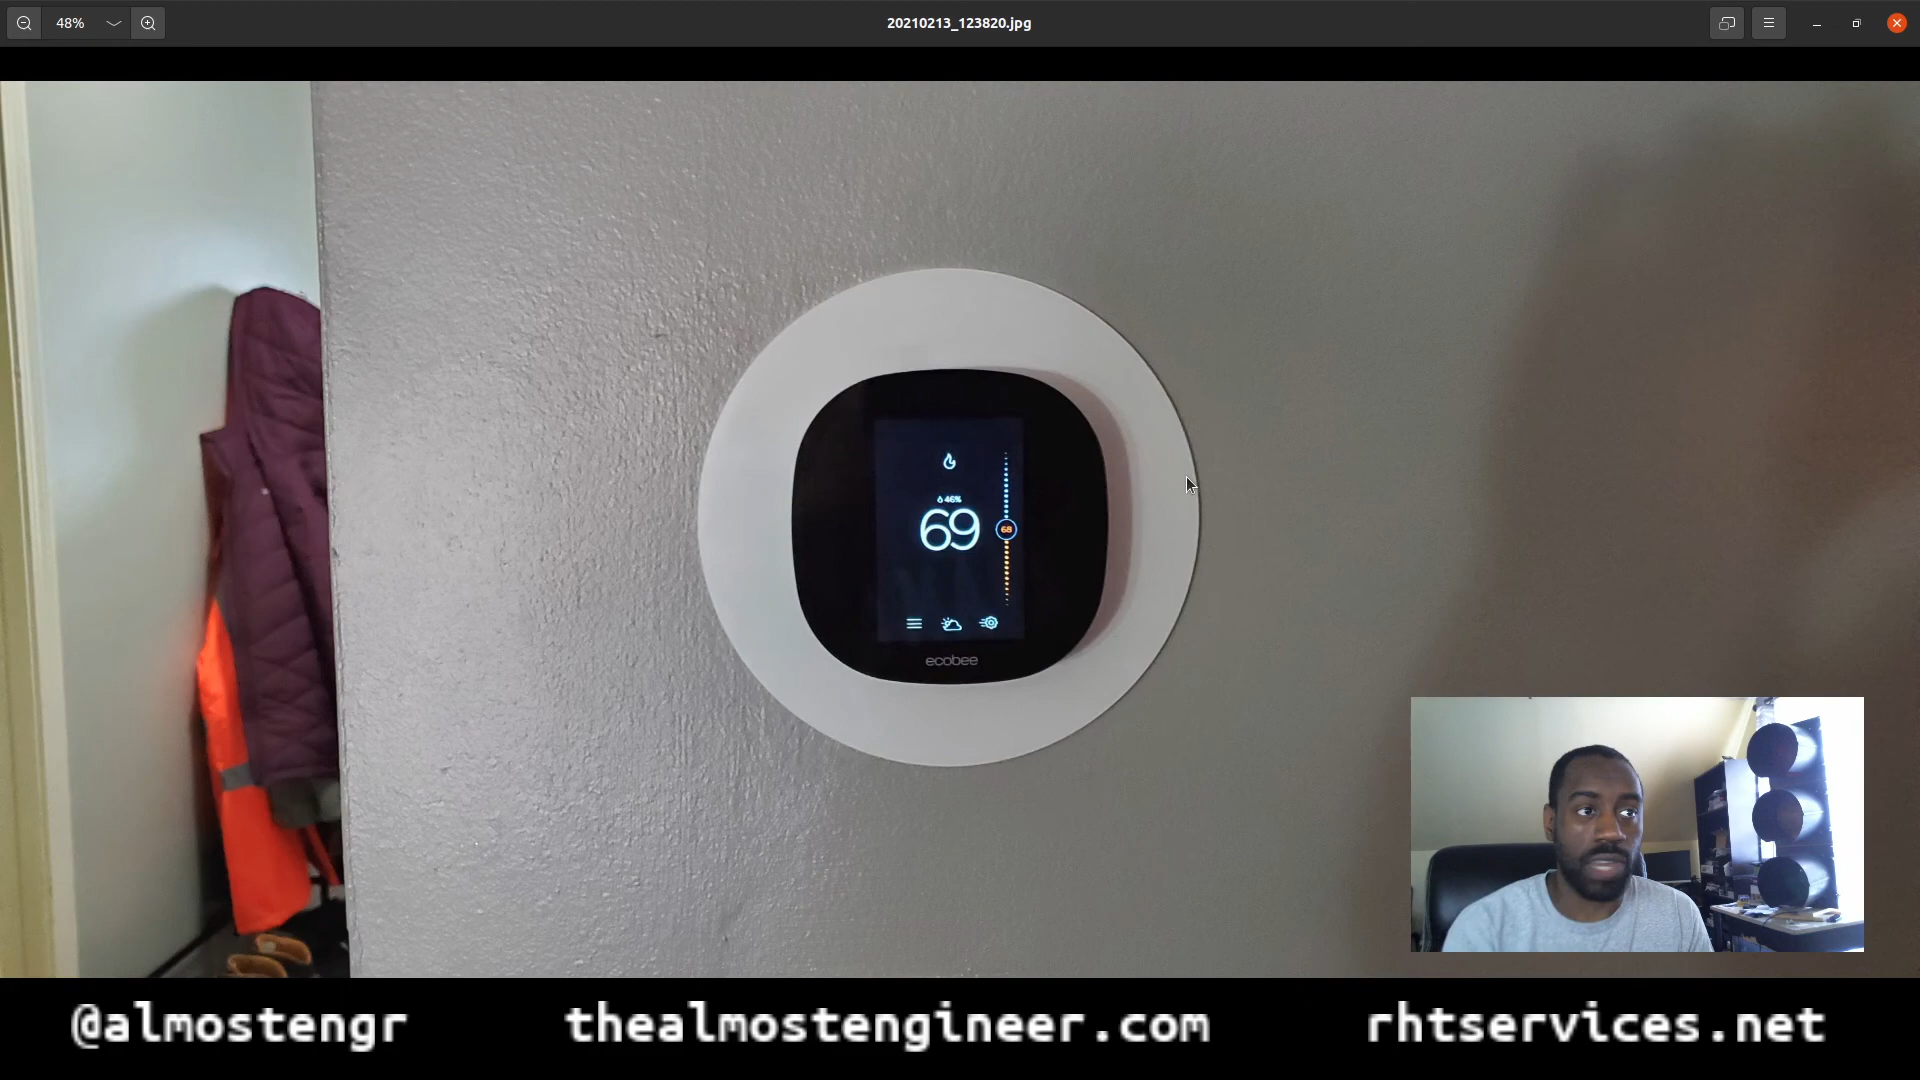 48%
20210213_123820.jpg
46%
69
68
ecobee
@almostengr
thealmostengineer.com
rhtservices.net